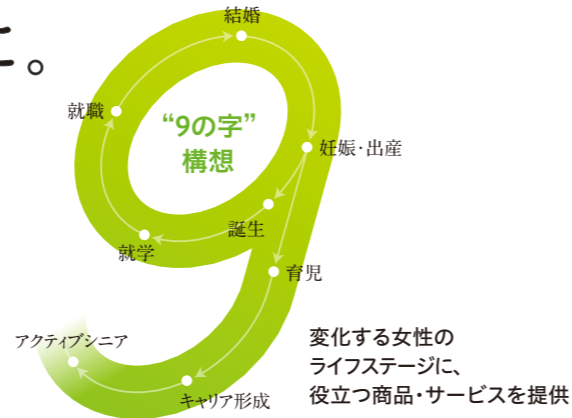 た。
結婚
就職
“9の字”
構想
妊娠・出産
誕生
就学
育児
アクティブシニア
キャリア形成
変化する女性の
ライフステージに、
役立つ商品・サービスを提供